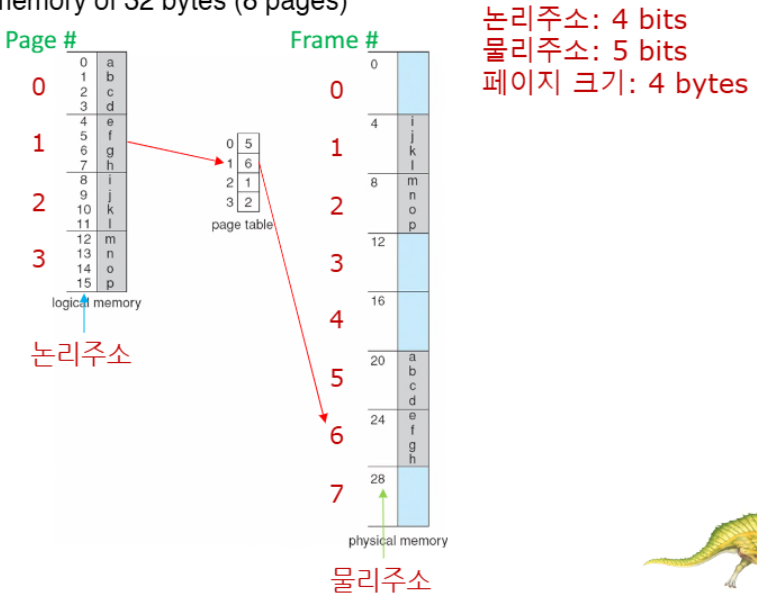 memory of 32 bytes (8 pages)
논리주소: 4 bits
물리주소: 5 bits
페이지 크기: 4 bytes
Page #
0
1
2
3
0 a
1 b
2 c
3 d
4 e
5 f
6 g
7 h
8 i
9 j
10 k
11 l
12 m
13 n
14 o
15 p
logical memory
논리주소
0 5
1 6
2 1
3 2
page table
Frame #
0
0
1
4 i
j
k
l
2
8 m
n
o
p
3
12
4
16
5
20 a
b
c
d
6
24 e
f
g
h
7
28
physical memory
물리주소